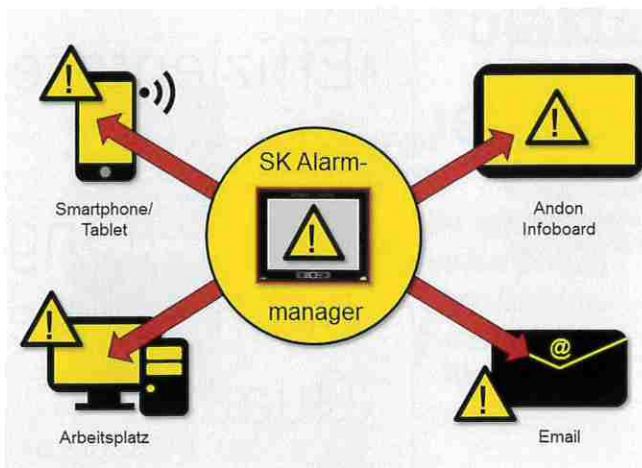 SK Alarm-
manager
Smartphone/
Tablet
Andon
Infoboard
Arbeitsplatz
@
Email